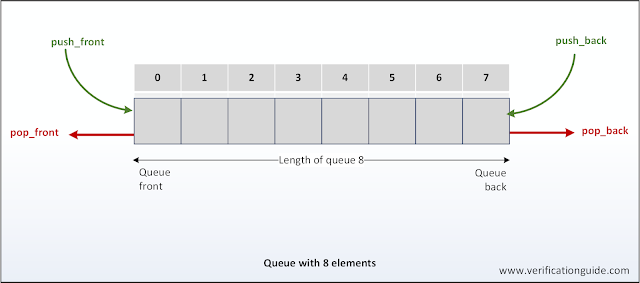 push_front
push_back
0 1 2 3 4 5 6 7
pop_front
pop_back
Length of queue 8
Queue
front
Queue
back
Queue with 8 elements
www.verificationguide.com